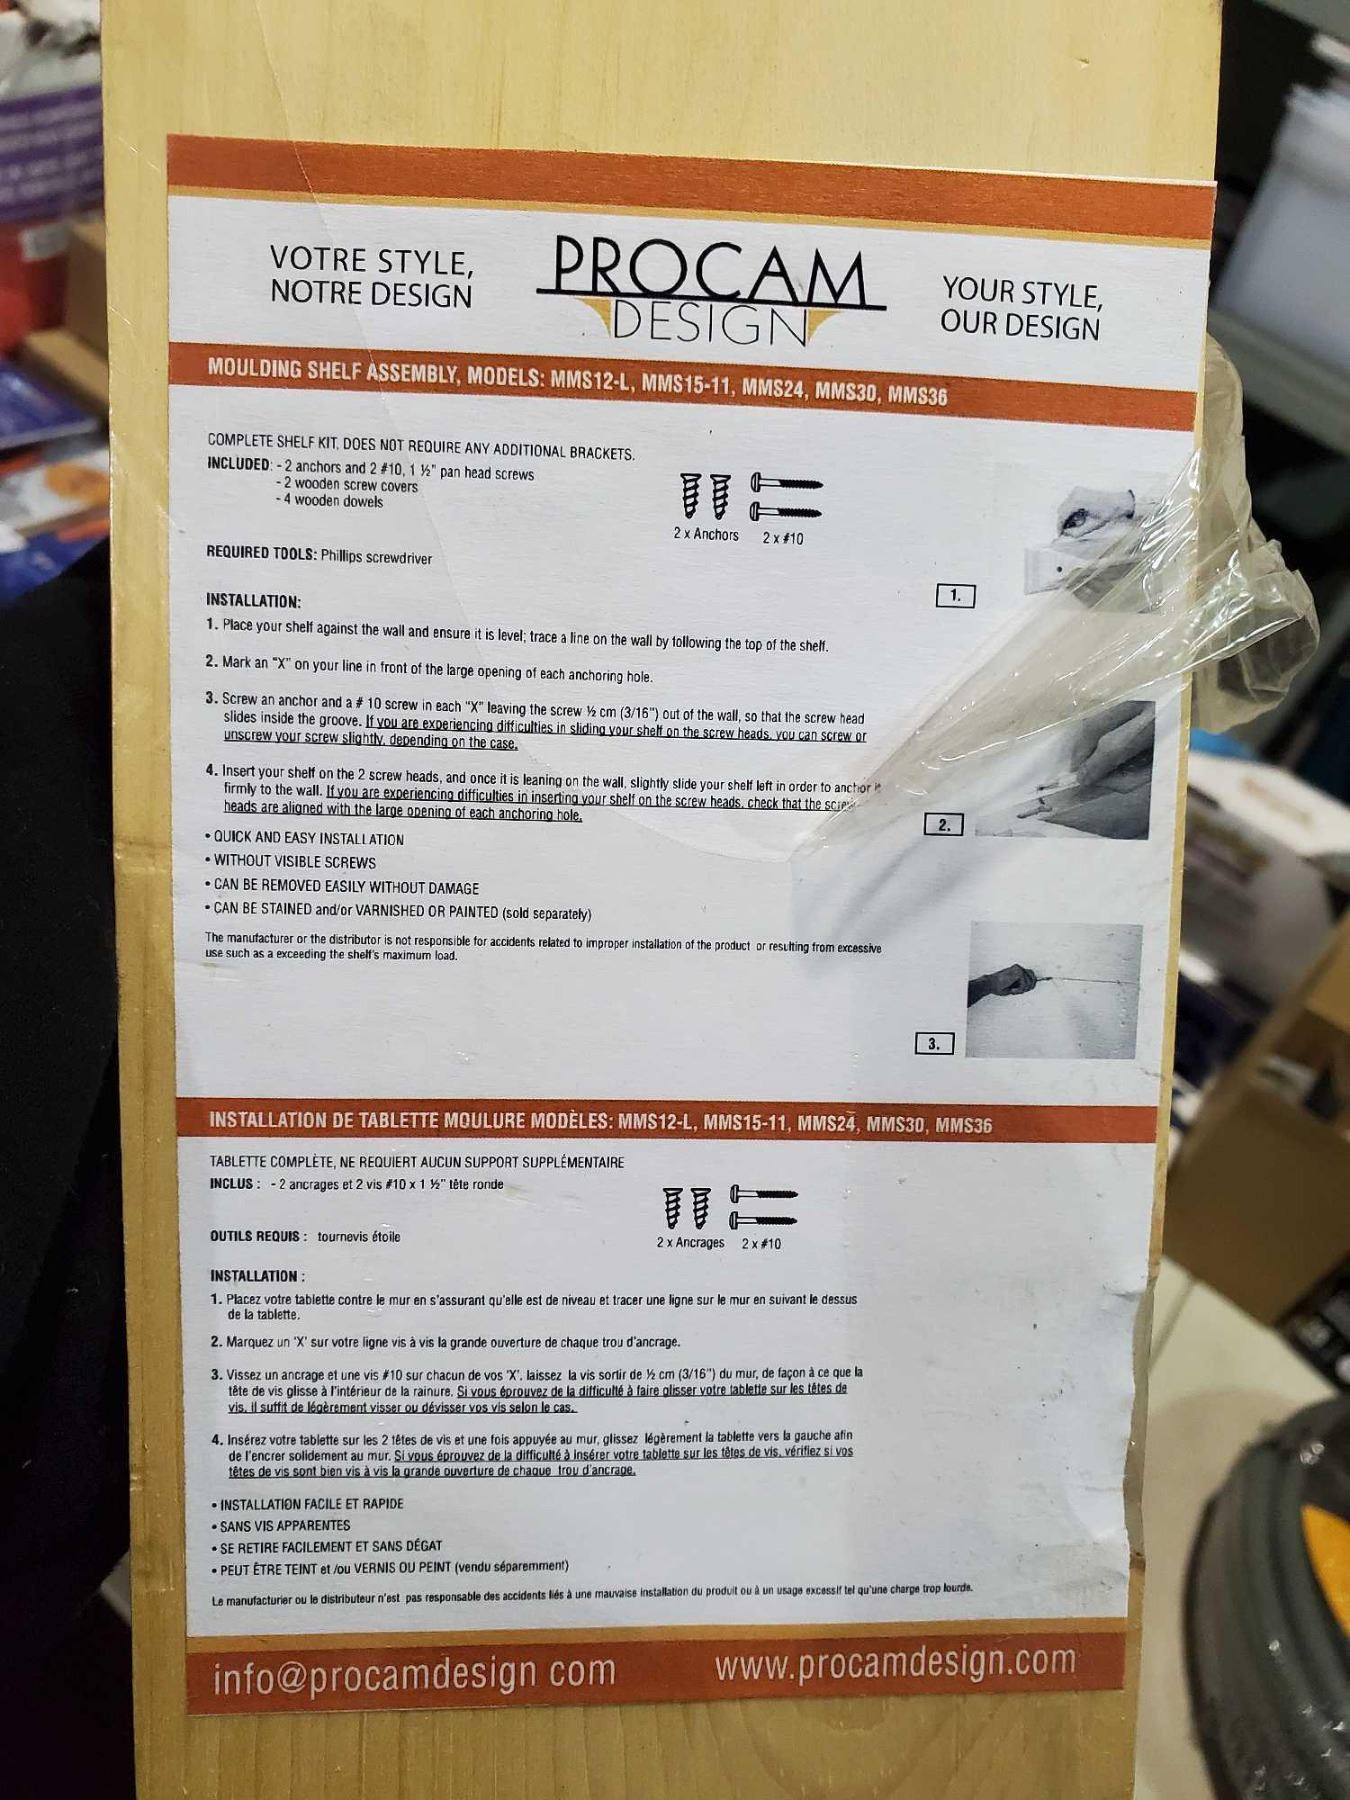 VOTRE STYLE,
NOTRE DESIGN
PROCAM
DESIGN
YOUR STYLE,
OUR DESIGN
MOULDING SHELF ASSEMBLY, MODELS: MMS12-L, MMS15-11, MMS24, MMS30, MMS36
COMPLETE SHELF KIT, DOES NOT REQUIRE ANY ADDITIONAL BRACKETS.
INCLUDED: - 2 anchors and 2 #10, 1 ½" pan head screws
- 2 wooden screw covers
- 4 wooden dowels
2 x Anchors 2 x #10
REQUIRED TOOLS: Phillips screwdriver
1.
INSTALLATION:
1. Place your shelf against the wall and ensure it is level; trace a line on the wall by following the top of the shelf.
2. Mark an "X" on your line in front of the large opening of each anchoring hole.
3. Screw an anchor and a # 10 screw in each "X" leaving the screw ½ cm (3/16") out of the wall, so that the screw head
slides inside the groove. If you are experiencing difficulties in sliding your shelf on the screw heads, you can screw or
unscrew your screw slightly, depending on the case.
4. Insert your shelf on the 2 screw heads, and once it is leaning on the wall, slightly slide your shelf left in order to anchor it
firmly to the wall. If you are experiencing difficulties in inserting your shelf on the screw heads, check that the screw
heads are aligned with the large opening of each anchoring hole.
2.
• QUICK AND EASY INSTALLATION
• WITHOUT VISIBLE SCREWS
• CAN BE REMOVED EASILY WITHOUT DAMAGE
• CAN BE STAINED and/or VARNISHED OR PAINTED (sold separately)
The manufacturer or the distributor is not responsible for accidents related to improper installation of the product or resulting from excessive
use such as a exceeding the shelf's maximum load.
3.
INSTALLATION DE TABLETTE MOULURE MODÈLES: MMS12-L, MMS15-11, MMS24, MMS30, MMS36
TABLETTE COMPLÈTE, NE REQUIERT AUCUN SUPPORT SUPPLÉMENTAIRE
INCLUS : - 2 ancrages et 2 vis #10 x 1 ½" tête ronde
2 x Ancrages 2 x #10
OUTILS REQUIS : tournevis étoile
INSTALLATION :
1. Placez votre tablette contre le mur en s'assurant qu'elle est de niveau et tracer une ligne sur le mur en suivant le dessus
de la tablette.
2. Marquez un 'X' sur votre ligne vis à vis la grande ouverture de chaque trou d'ancrage.
3. Vissez un ancrage et une vis #10 sur chacun de vos 'X', laissez la vis sortir de ½ cm (3/16") du mur, de façon à ce que la
tête de vis glisse à l'intérieur de la rainure. Si vous éprouvez de la difficulté à faire glisser votre tablette sur les têtes de
vis, il suffit de légèrement visser ou dévisser vos vis selon le cas.
4. Insérez votre tablette sur les 2 têtes de vis et une fois appuyée au mur, glissez légèrement la tablette vers la gauche afin
de l'encrer solidement au mur. Si vous éprouvez de la difficulté à insérer votre tablette sur les têtes de vis, vérifiez si vos
têtes de vis sont bien vis à vis la grande ouverture de chaque trou d'ancrage.
• INSTALLATION FACILE ET RAPIDE
• SANS VIS APPARENTES
• SE RETIRE FACILEMENT ET SANS DÉGAT
• PEUT ÊTRE TEINT et /ou VERNIS OU PEINT (vendu séparemment)
Le manufacturier ou le distributeur n'est pas responsable des accidents liés à une mauvaise installation du produit ou à un usage excessif tel qu'une charge trop lourde.
info@procamdesign com www.procamdesign.com